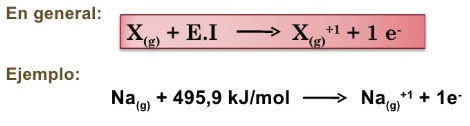 En general:
X(g) + E.I ⟶ X(g)+1 + 1 e-
Ejemplo:
Na(g) + 495,9 kJ/mol ⟶ Na(g)+1 + 1e-